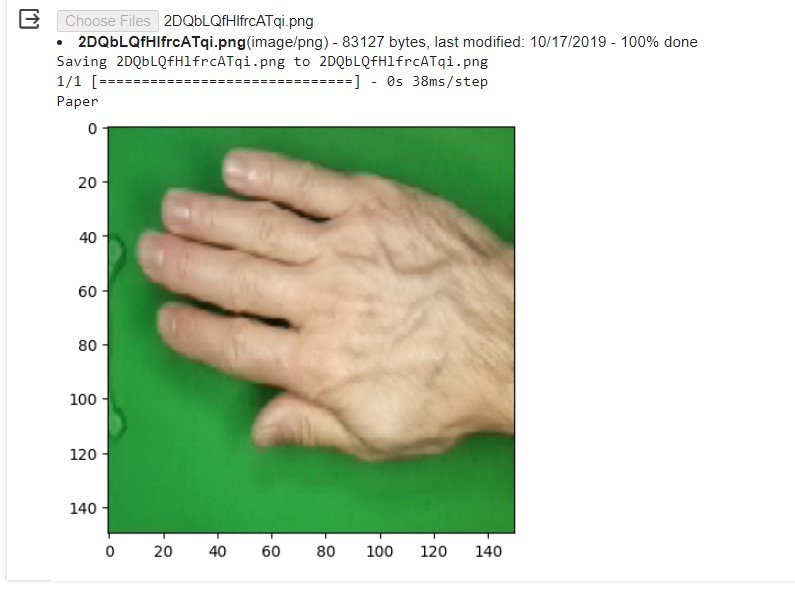 Choose Files 2DQbLQfHlfrcATqi.png
2DQbLQfHlfrcATqi.png(image/png) - 83127 bytes, last modified: 10/17/2019 - 100% done
Saving 2DQbLQfHlfrcATqi.png to 2DQbLQfHlfrcATqi.png
1/1 [==============================] - 0s 38ms/step
Paper
0
20
40
60
80
100
120
140
0 20 40 60 80 100 120 140